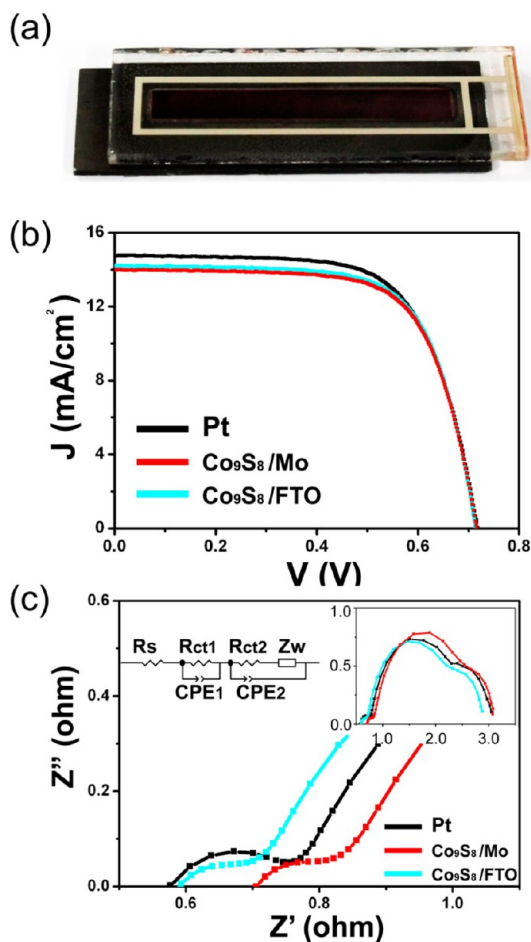 (a)
(b)
16
12
8
4
0
0.0 0.2 0.4 0.6 0.8
J (mA/cm²)
V (V)
Pt
Co₉S₈/Mo
Co₉S₈/FTO
(c)
0.6
0.4
0.2
0.0
0.6 0.8 1.0
Z'' (ohm)
Z' (ohm)
Rs Rct1 Rct2 Zw
CPE1 CPE2
1.0
0.5
0.0
1.0 2.0 3.0
Pt
Co₉S₈/Mo
Co₉S₈/FTO